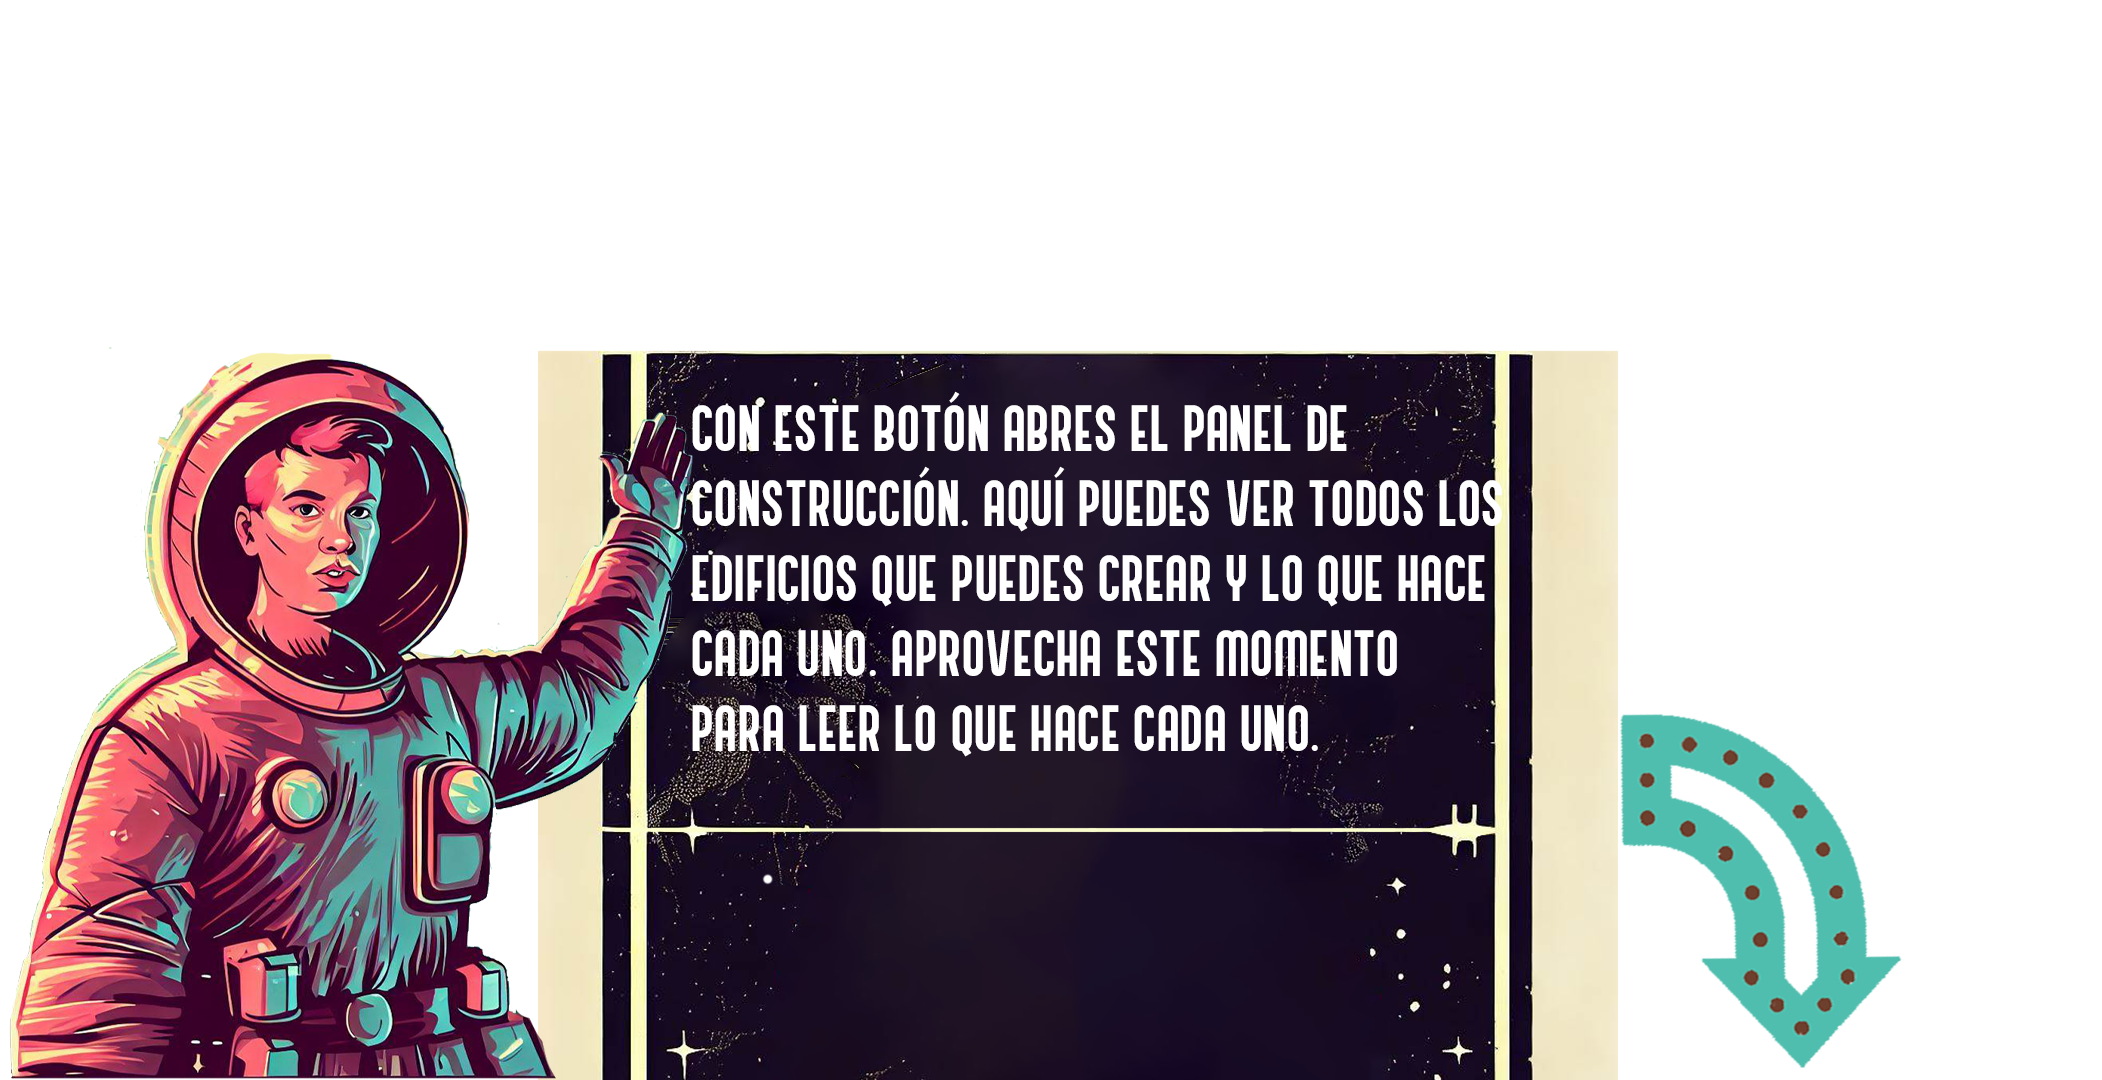 CON ESTE BOTÓN ABRES EL PANEL DE
CONSTRUCCIÓN. AQUÍ PUEDES VER TODOS LOS
EDIFICIOS QUE PUEDES CREAR Y LO QUE HACE
CADA UNO. APROVECHA ESTE MOMENTO
PARA LEER LO QUE HACE CADA UNO.